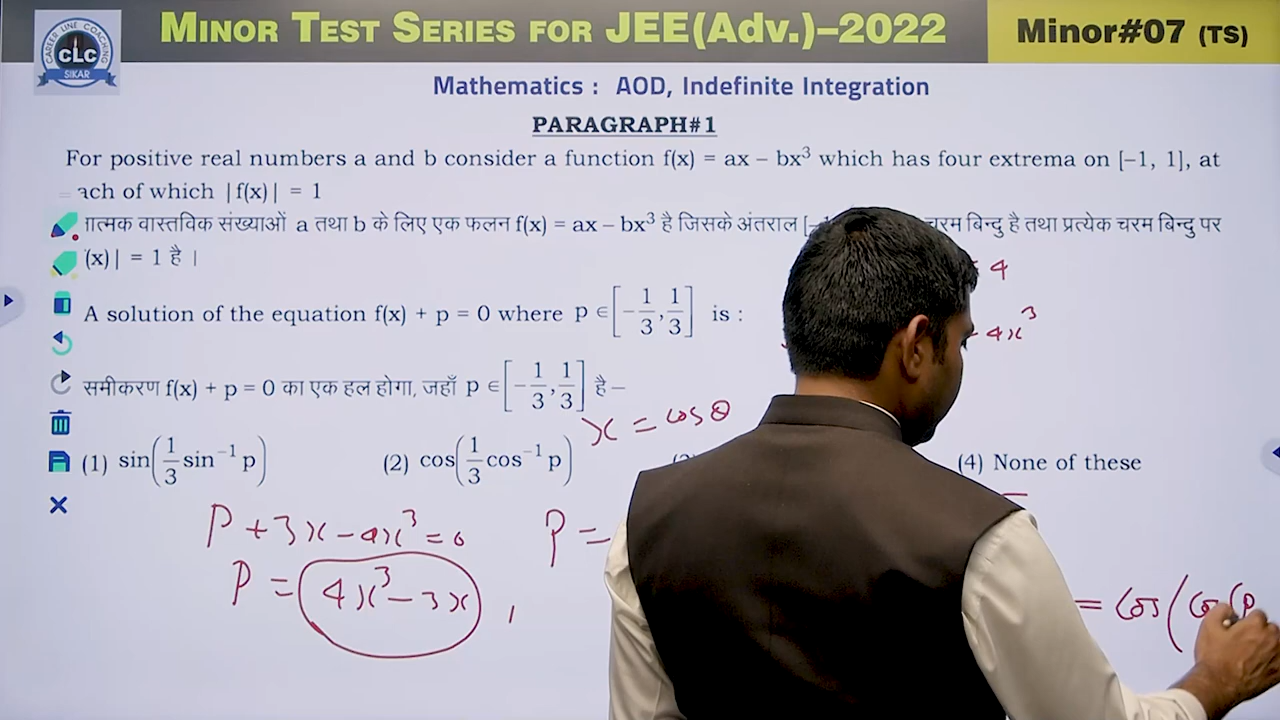 CAREER LINE COACHING
CLC
SIKAR
MINOR TEST SERIES FOR JEE(Adv.)–2022
Minor#07 (TS)
Mathematics : AOD, Indefinite Integration
PARAGRAPH#1
For positive real numbers a and b consider a function f(x) = ax – bx³ which has four extrema on [–1, 1], at
ach of which |f(x)| = 1
वास्तविक संख्याओं a तथा b के लिए एक फलन f(x) = ax – bx³ है जिसके अंतराल बिन्दु है तथा प्रत्येक चरम बिन्दु पर
(x)| = 1 है ।
= 4
A solution of the equation f(x) + p = 0 where p ∈ [–1/3, 1/3] is :
– 4x³
समीकरण f(x) + p = 0 का एक हल होगा, जहाँ p ∈ [–1/3, 1/3] है –
x = cos θ
(1) sin(1/3 sin⁻¹ p) (2) cos(1/3 cos⁻¹ p) (4) None of these
P + 3x – 4x³ = 0 P =
P = 4x³ – 3x ,
= cos(